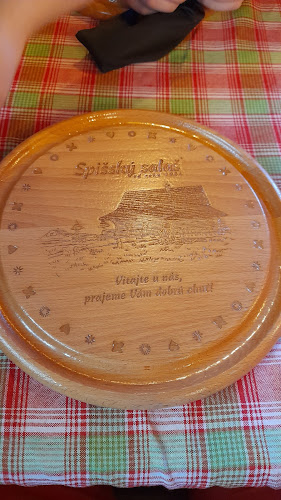 Spišský salaš
Vitajte u nás,
prajeme Vám dobrú chuť!